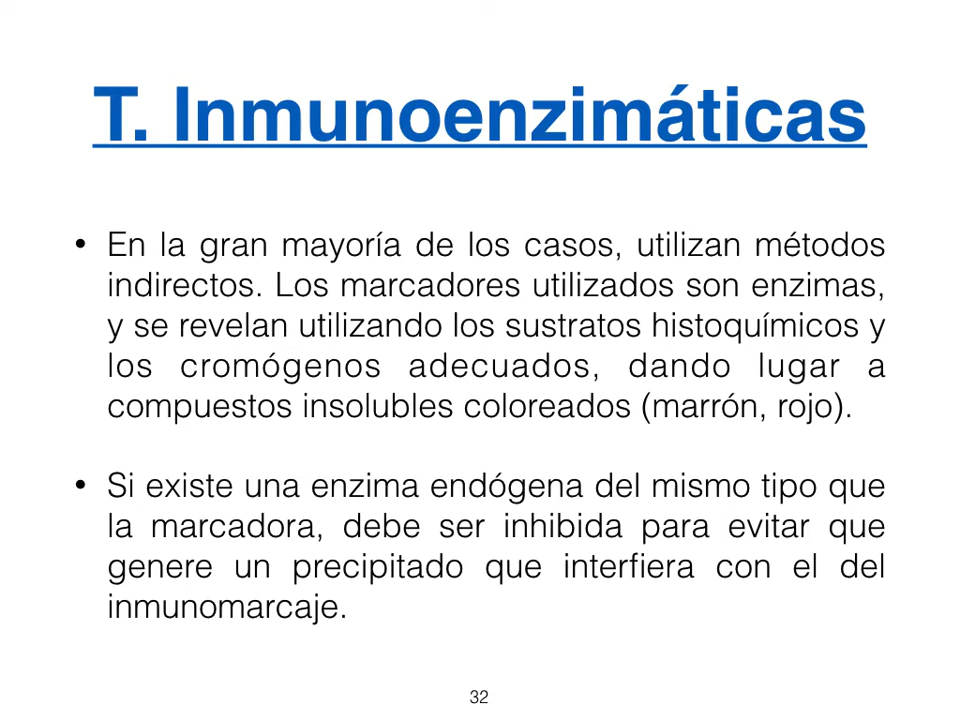 T. Inmunoenzimáticas
• En la gran mayoría de los casos, utilizan métodos
indirectos. Los marcadores utilizados son enzimas,
y se revelan utilizando los sustratos histoquímicos y
los cromógenos adecuados, dando lugar a
compuestos insolubles coloreados (marrón, rojo).
• Si existe una enzima endógena del mismo tipo que
la marcadora, debe ser inhibida para evitar que
genere un precipitado que interfiera con el del
inmunomarcaje.
32